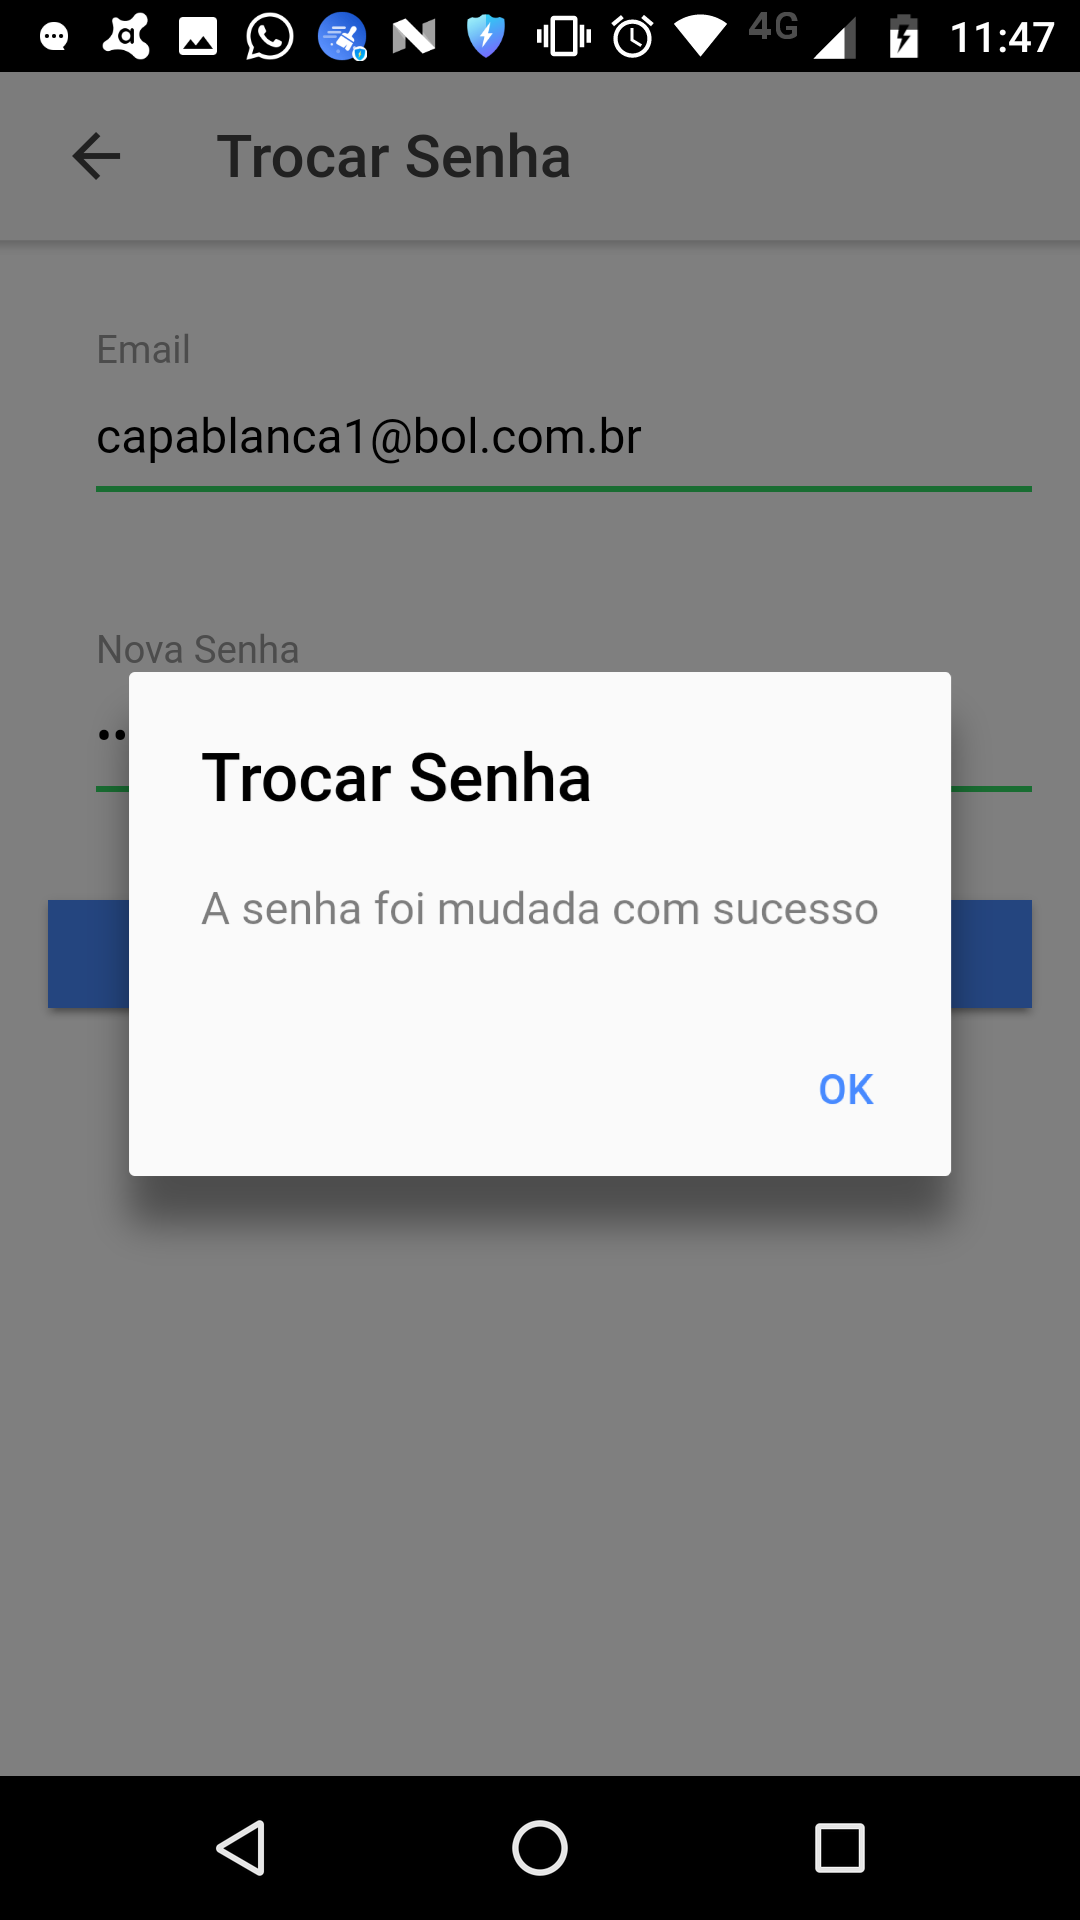 4G
11:47
Trocar Senha
Email
capablanca1@bol.com.br
Nova Senha
••
Trocar Senha
A senha foi mudada com sucesso
OK